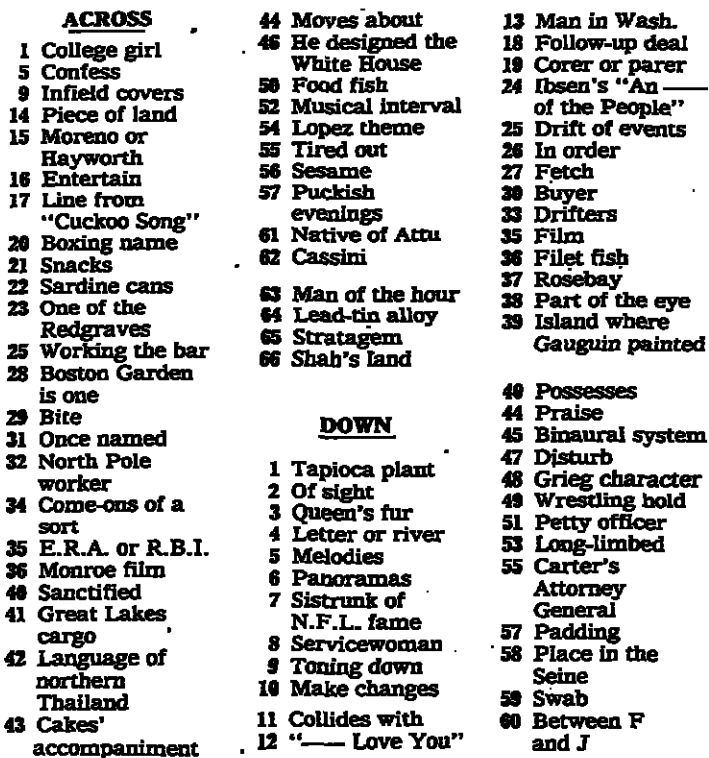 ACROSS
1 College girl
5 Confess
9 Infield covers
14 Piece of land
15 Moreno or
Hayworth
16 Entertain
17 Line from
"Cuckoo Song"
20 Boxing name
21 Snacks
22 Sardine cans
23 One of the
Redgraves
25 Working the bar
28 Boston Garden
is one
29 Bite
31 Once named
32 North Pole
worker
34 Come-ons of a
sort
35 E.R.A. or R.B.I.
36 Monroe film
40 Sanctified
41 Great Lakes
cargo
42 Language of
northern
Thailand
43 Cakes'
accompaniment
44 Moves about
46 He designed the
White House
50 Food fish
52 Musical interval
54 Lopez theme
55 Tired out
56 Sesame
57 Puckish
evenings
61 Native of Attu
62 Cassini
63 Man of the hour
64 Lead-tin alloy
65 Stratagem
66 Shah's land
DOWN
1 Tapioca plant
2 Of sight
3 Queen's fur
4 Letter or river
5 Melodies
6 Panoramas
7 Sistrunk of
N.F.L. fame
8 Servicewoman
9 Toning down
10 Make changes
11 Collides with
12 "—— Love You"
13 Man in Wash.
18 Follow-up deal
19 Corer or parer
24 Ibsen's "An ——
of the People"
25 Drift of events
26 In order
27 Fetch
30 Buyer
33 Drifters
35 Film
36 Filet fish
37 Rosebay
38 Part of the eye
39 Island where
Gauguin painted
40 Possesses
44 Praise
45 Binaural system
47 Disturb
48 Grieg character
49 Wrestling hold
51 Petty officer
53 Long-limbed
55 Carter's
Attorney
General
57 Padding
58 Place in the
Seine
59 Swab
60 Between F
and J